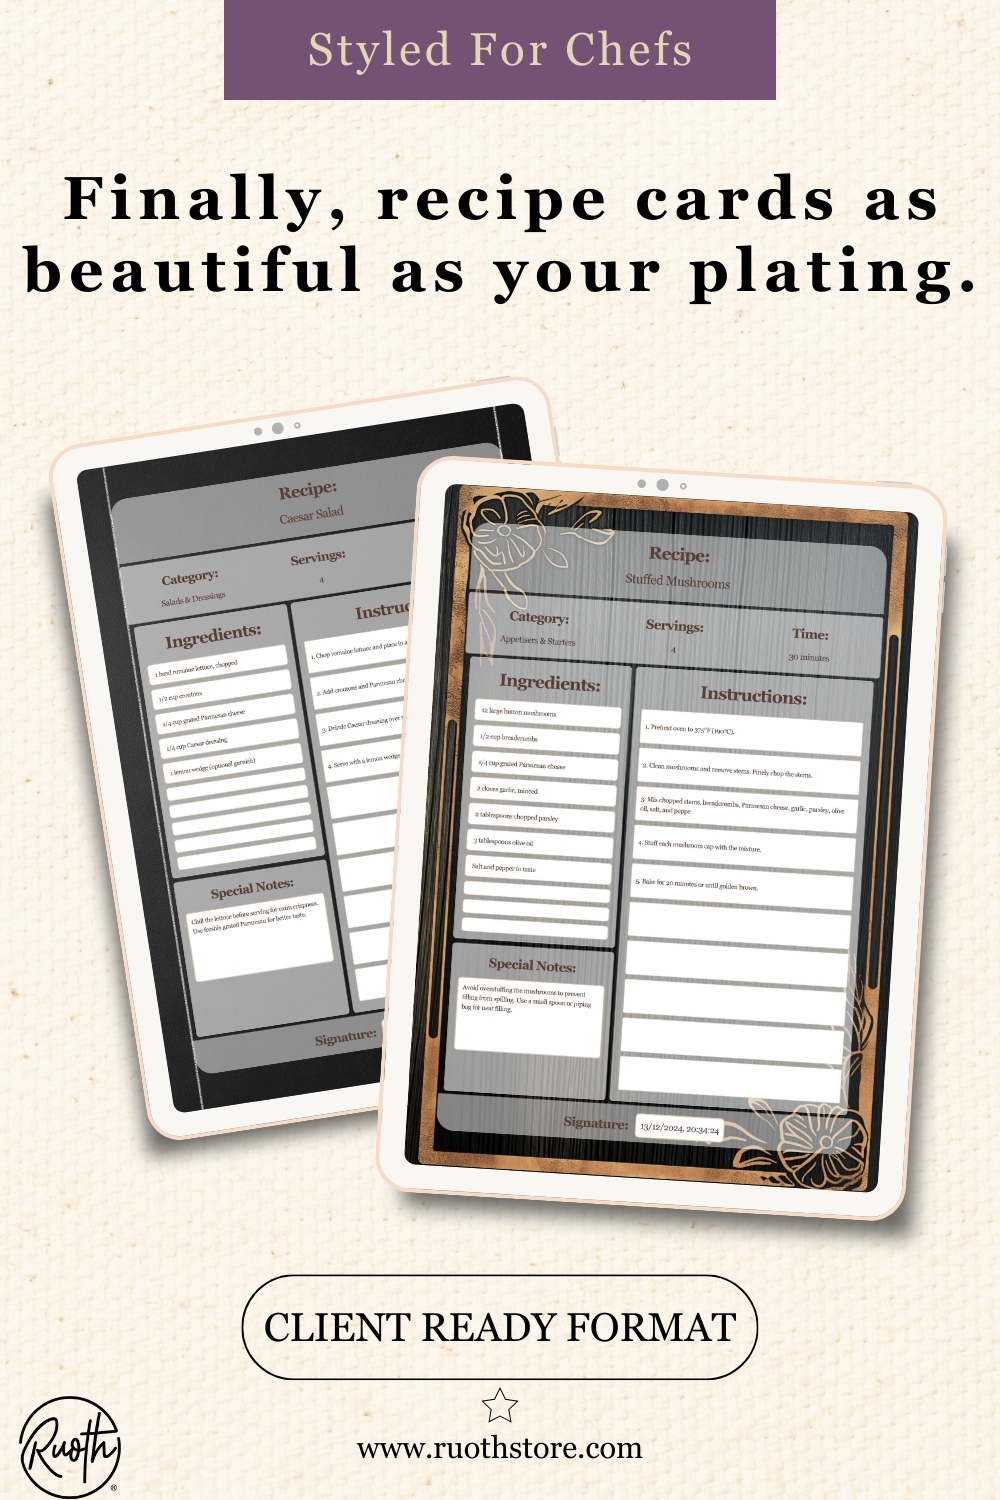 Styled For Chefs
Finally, recipe cards as
beautiful as your plating.
Recipe:
Caesar Salad
Category:
Servings:
Salads & Dressings
4
Ingredients:
1 head romaine lettuce, chopped
1/2 cup croutons
1/4 cup grated Parmesan cheese
1/4 cup Caesar dressing
1 lemon wedge (optional garnish)
Instruc
1. Chop romaine lettuce and place in a
2. Add croutons and Parmesan che
3. Drizzle Caesar dressing over
4. Serve with a lemon wedge
Special Notes:
Chill the lettuce before serving for extra crispness.
Use freshly grated Parmesan for better taste.
Signature:
Recipe:
Stuffed Mushrooms
Category:
Servings:
Time:
Appetisers & Starters
4
30 minutes
Ingredients:
12 large button mushrooms
1/2 cup breadcrumbs
1/4 cup grated Parmesan cheese
2 cloves garlic, minced
2 tablespoons chopped parsley
3 tablespoons olive oil
Salt and pepper to taste
Instructions:
1. Preheat oven to 375°F (190°C).
2. Clean mushrooms and remove stems. Finely chop the stems.
3. Mix chopped stems, breadcrumbs, Parmesan cheese, garlic, parsley, olive
oil, salt, and peppe
4. Stuff each mushroom cap with the mixture.
5. Bake for 20 minutes or until golden brown.
Special Notes:
Avoid overstuffing the mushrooms to prevent
filling from spilling. Use a small spoon or piping
bag for neat filling.
Signature:
13/12/2024, 20:34:24
CLIENT READY FORMAT
www.ruothstore.com
Ruoth
®